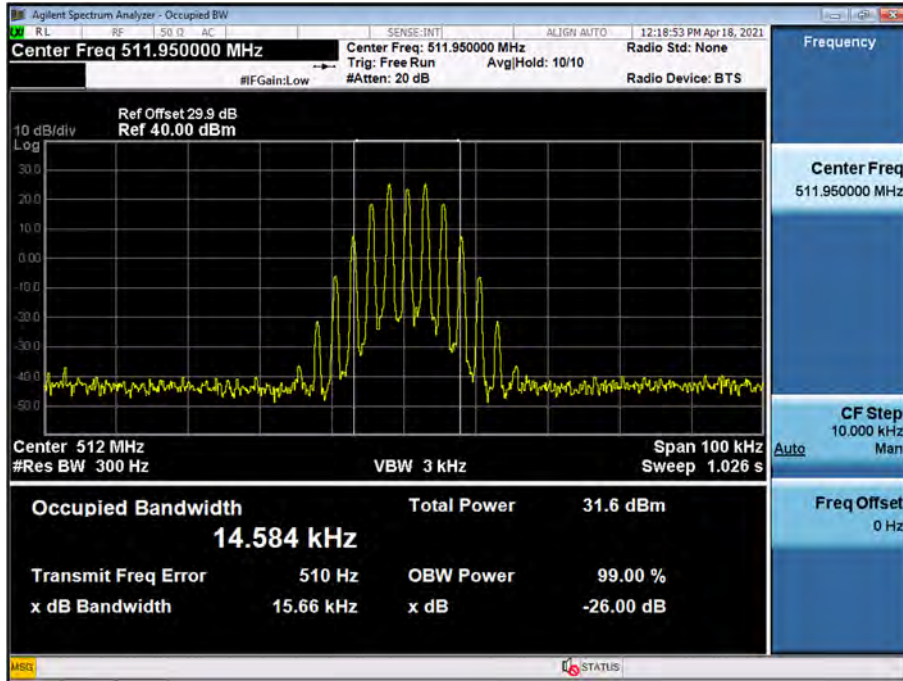 Agilent Spectrum Analyzer - Occupied BW
RL RF 50 Ω AC SENSE:INT ALIGN AUTO 12:18:53 PM Apr 18, 2021
Center Freq 511.950000 MHz
Center Freq: 511.950000 MHz Radio Std: None
Trig: Free Run Avg|Hold: 10/10
#IFGain:Low #Atten: 20 dB Radio Device: BTS
Ref Offset 29.9 dB
10 dB/div Ref 40.00 dBm
Log
30.0
20.0
10.0
0.00
-10.0
-20.0
-30.0
-40.0
-50.0
Center 512 MHz Span 100 kHz
#Res BW 300 Hz VBW 3 kHz Sweep 1.026 s
Occupied Bandwidth Total Power 31.6 dBm
14.584 kHz
Transmit Freq Error 510 Hz OBW Power 99.00 %
x dB Bandwidth 15.66 kHz x dB -26.00 dB
Frequency
Center Freq
511.950000 MHz
CF Step
10.000 kHz
Auto Man
Freq Offset
0 Hz
MSG STATUS